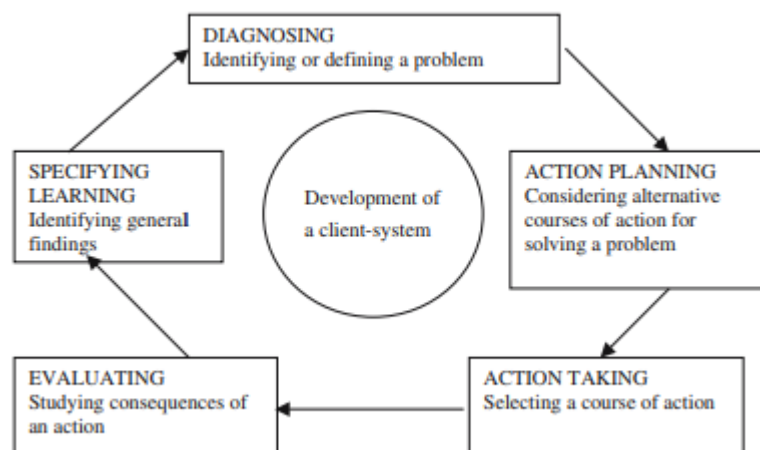 DIAGNOSING
Identifying or defining a problem
SPECIFYING
LEARNING
Identifying general
findings
Development of
a client-system
ACTION PLANNING
Considering alternative
courses of action for
solving a problem
EVALUATING
Studying consequences of
an action
ACTION TAKING
Selecting a course of action